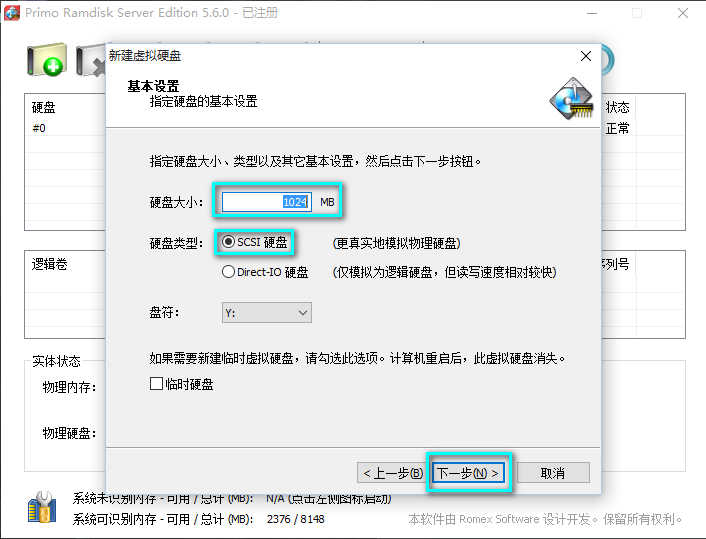 Primo Ramdisk Server Edition 5.6.0 - 已注册
新建虚拟硬盘
基本设置
指定硬盘的基本设置
硬盘
状态
#0
正常
指定硬盘大小、类型以及其它基本设置，然后点击下一步按钮。
硬盘大小： 1024 MB
硬盘类型： SCSI 硬盘 (更真实地模拟物理硬盘)
逻辑卷
序列号
Direct-IO 硬盘 (仅模拟为逻辑硬盘，但读写速度相对较快)
盘符： Y:
实体状态
如果需要新建临时虚拟硬盘，请勾选此选项。计算机重启后，此虚拟硬盘消失。
物理内存：
临时硬盘
物理硬盘：
< 上一步(B) 下一步(N) > 取消
系统未识别内存 - 可用 / 总计 (MB)： N/A (点击左侧图标启动)
系统可识别内存 - 可用 / 总计 (MB)： 2376 / 8148
本软件由 Romex Software 设计开发。保留所有权利。